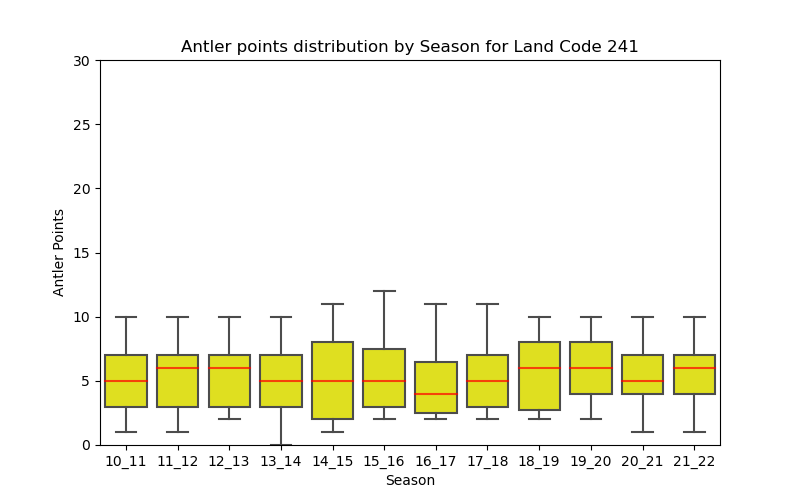 Antler points distribution by Season for Land Code 241
30
25
20
15
10
5
0
Antler Points
10_11 11_12 12_13 13_14 14_15 15_16 16_17 17_18 18_19 19_20 20_21 21_22
Season